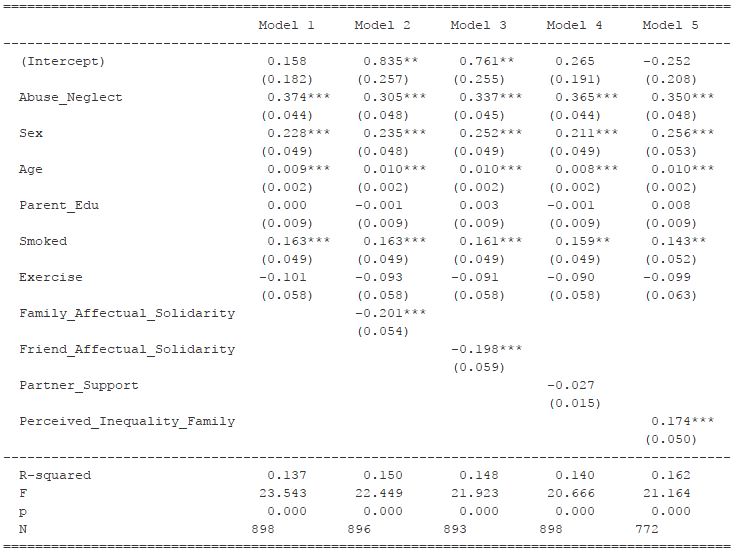 Model 1 Model 2 Model 3 Model 4 Model 5
(Intercept) 0.158 0.835** 0.761** 0.265 -0.252
(0.182) (0.257) (0.255) (0.191) (0.208)
Abuse_Neglect 0.374*** 0.305*** 0.337*** 0.365*** 0.350***
(0.044) (0.048) (0.045) (0.044) (0.048)
Sex 0.228*** 0.235*** 0.252*** 0.211*** 0.256***
(0.049) (0.048) (0.049) (0.049) (0.053)
Age 0.009*** 0.010*** 0.010*** 0.008*** 0.010***
(0.002) (0.002) (0.002) (0.002) (0.002)
Parent_Edu 0.000 -0.001 0.003 -0.001 0.008
(0.009) (0.009) (0.009) (0.009) (0.009)
Smoked 0.163*** 0.163*** 0.161*** 0.159** 0.143**
(0.049) (0.049) (0.049) (0.049) (0.052)
Exercise -0.101 -0.093 -0.091 -0.090 -0.099
(0.058) (0.058) (0.058) (0.058) (0.063)
Family_Affectual_Solidarity -0.201***
(0.054)
Friend_Affectual_Solidarity -0.198***
(0.059)
Partner_Support -0.027
(0.015)
Perceived_Inequality_Family 0.174***
(0.050)
R-squared 0.137 0.150 0.148 0.140 0.162
F 23.543 22.449 21.923 20.666 21.164
p 0.000 0.000 0.000 0.000 0.000
N 898 896 893 898 772